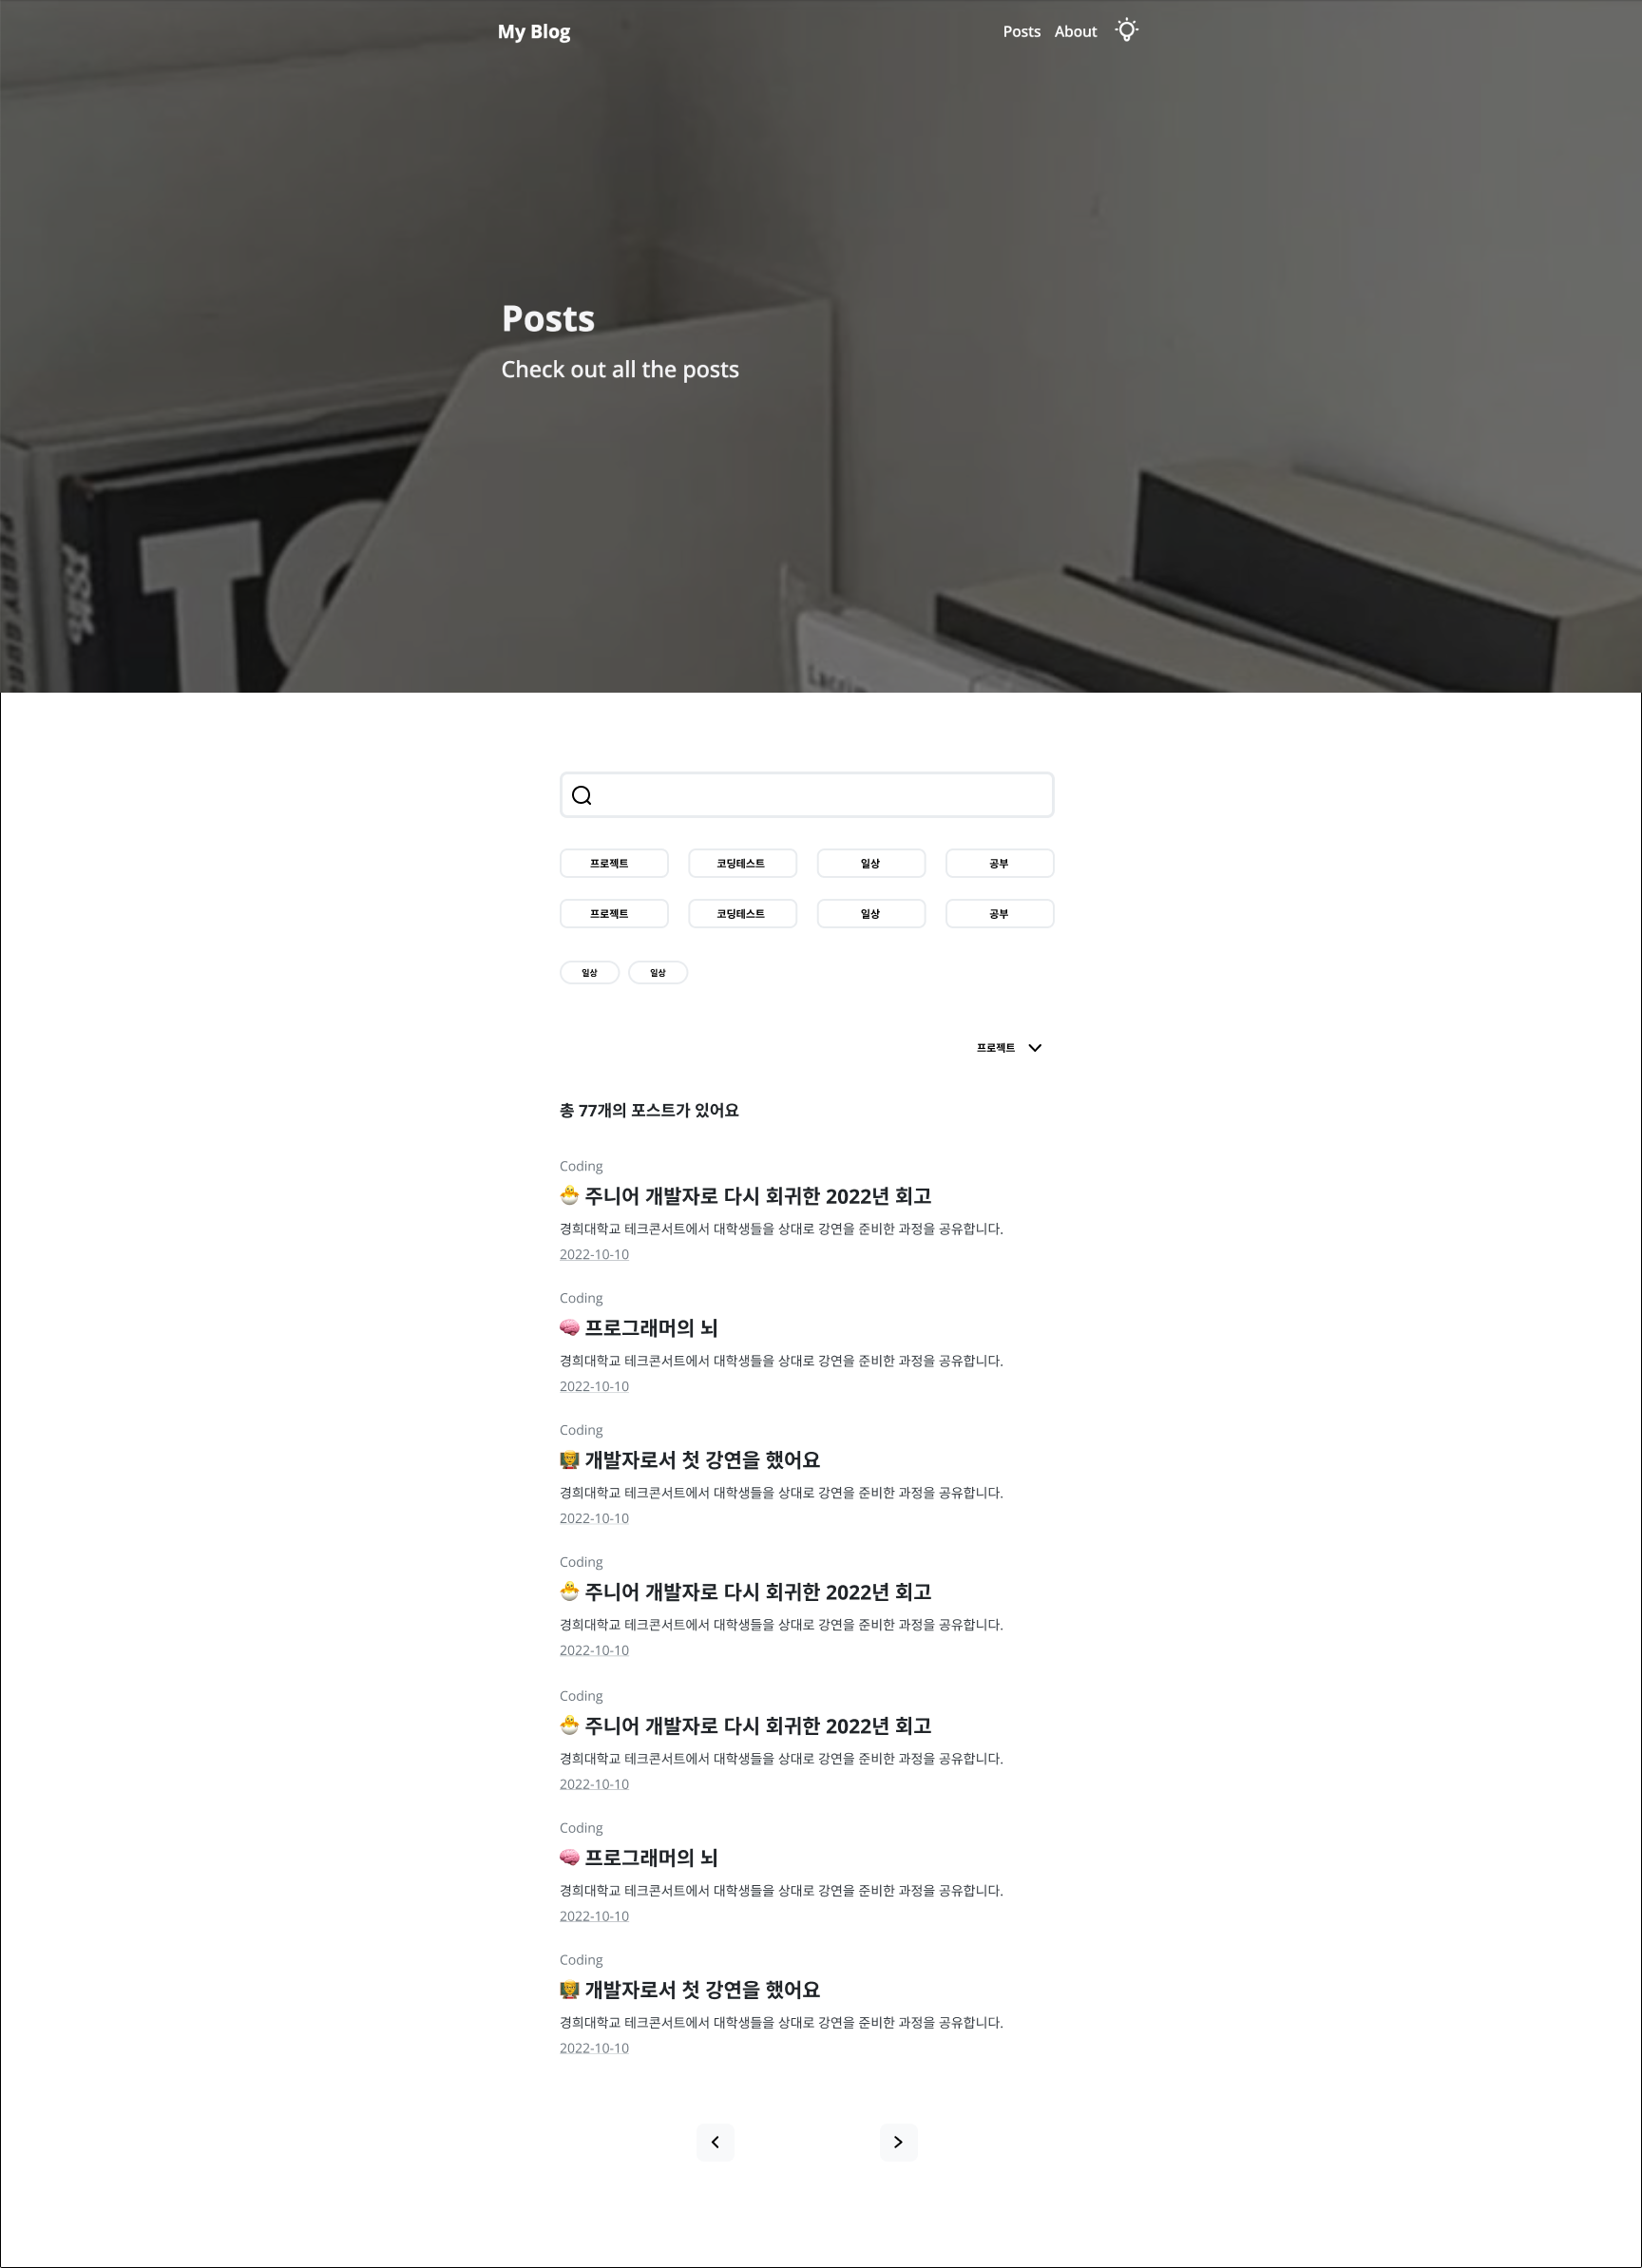 My Blog
Posts About
Posts
Check out all the posts
프로젝트 코딩테스트 일상 공부
프로젝트 코딩테스트 일상 공부
일상 일상
프로젝트
총 77개의 포스트가 있어요
Coding
🐣 주니어 개발자로 다시 회귀한 2022년 회고
경희대학교 테크콘서트에서 대학생들을 상대로 강연을 준비한 과정을 공유합니다.
2022-10-10
Coding
🧠 프로그래머의 뇌
경희대학교 테크콘서트에서 대학생들을 상대로 강연을 준비한 과정을 공유합니다.
2022-10-10
Coding
👨‍🏫 개발자로서 첫 강연을 했어요
경희대학교 테크콘서트에서 대학생들을 상대로 강연을 준비한 과정을 공유합니다.
2022-10-10
Coding
🐣 주니어 개발자로 다시 회귀한 2022년 회고
경희대학교 테크콘서트에서 대학생들을 상대로 강연을 준비한 과정을 공유합니다.
2022-10-10
Coding
🐣 주니어 개발자로 다시 회귀한 2022년 회고
경희대학교 테크콘서트에서 대학생들을 상대로 강연을 준비한 과정을 공유합니다.
2022-10-10
Coding
🧠 프로그래머의 뇌
경희대학교 테크콘서트에서 대학생들을 상대로 강연을 준비한 과정을 공유합니다.
2022-10-10
Coding
👨‍🏫 개발자로서 첫 강연을 했어요
경희대학교 테크콘서트에서 대학생들을 상대로 강연을 준비한 과정을 공유합니다.
2022-10-10